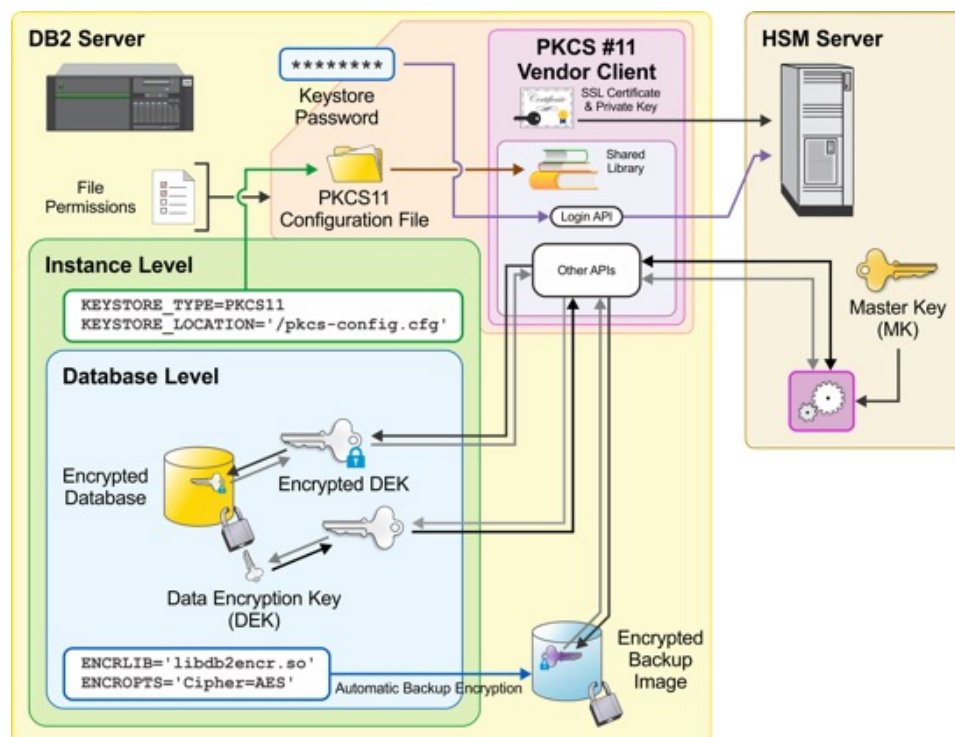 DB2 Server
********
Keystore
Password
PKCS #11
Vendor Client
SSL Certificate
& Private Key
Certificate
HSM Server
File
Permissions
PKCS11
Configuration File
Shared
Library
Login API
Other APIs
Instance Level
KEYSTORE_TYPE=PKCS11
KEYSTORE_LOCATION='/pkcs-config.cfg'
Master Key
(MK)
Database Level
Encrypted
Database
Encrypted DEK
Data Encryption Key
(DEK)
ENCRLIB='libdb2encr.so'
ENCROPTS='Cipher=AES'
Automatic Backup Encryption
Encrypted
Backup
Image